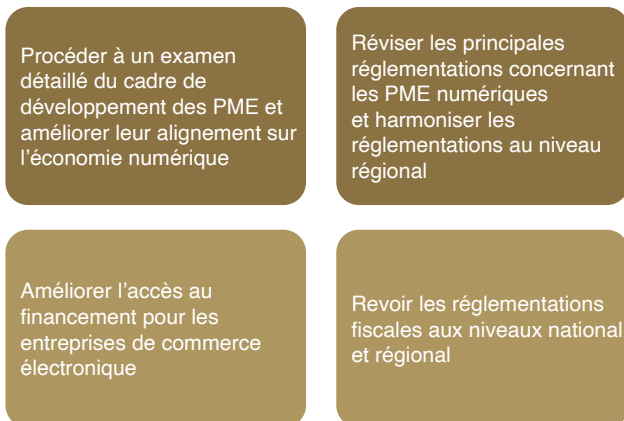 Procéder à un examen
détaillé du cadre de
développement des PME et
améliorer leur alignement sur
l’économie numérique
Réviser les principales
réglementations concernant
les PME numériques
et harmoniser les
réglementations au niveau
régional
Améliorer l’accès au
financement pour les
entreprises de commerce
électronique
Revoir les réglementations
fiscales aux niveaux national
et régional